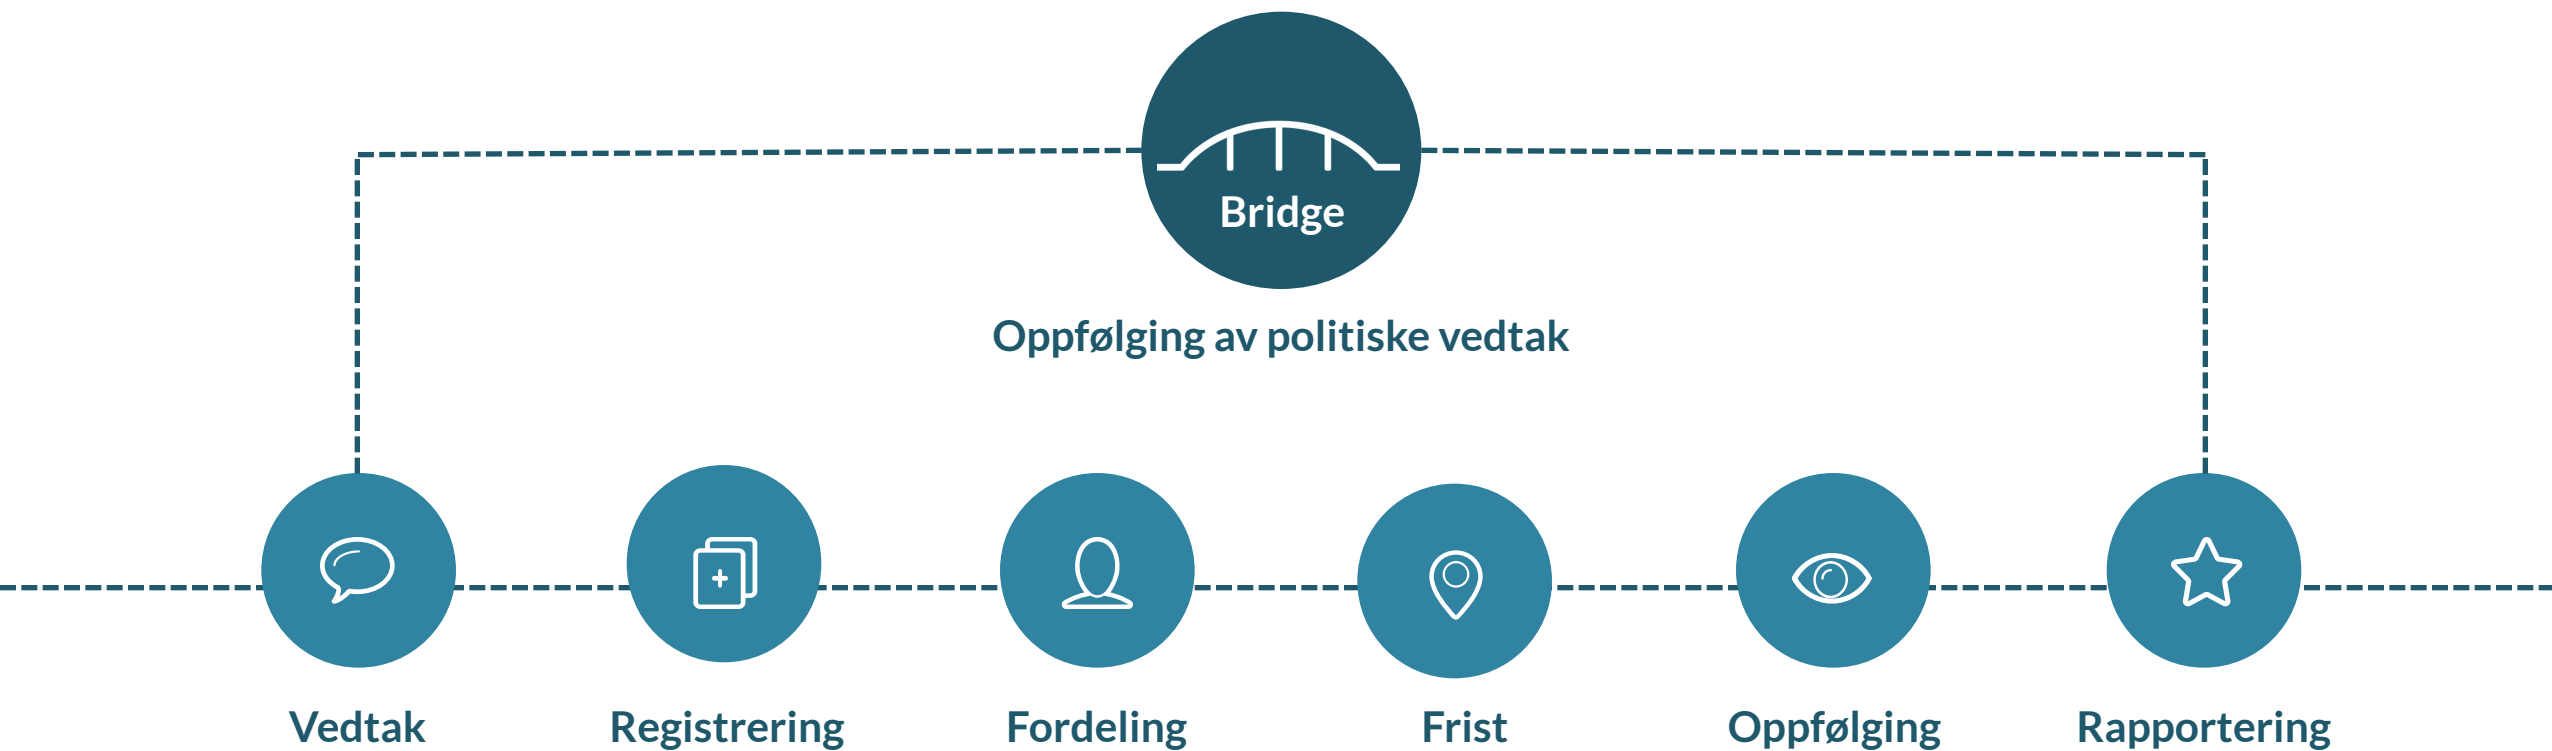 Bridge
Oppfølging av politiske vedtak
Vedtak
Registrering
Fordeling
Frist
Oppfølging
Rapportering